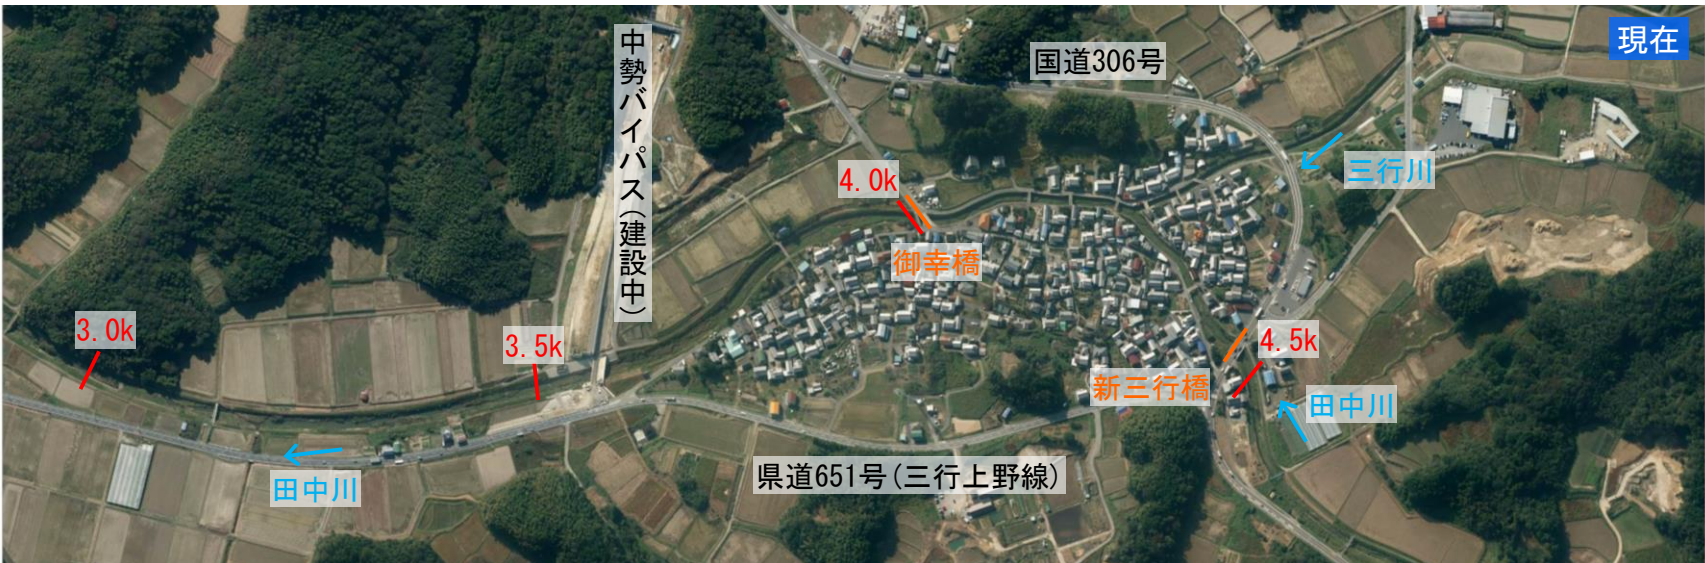 現在
中勢バイパス(建設中)
国道306号
三行川
4.0k
御幸橋
3.0k
3.5k
4.5k
新三行橋
田中川
県道651号(三行上野線)
田中川